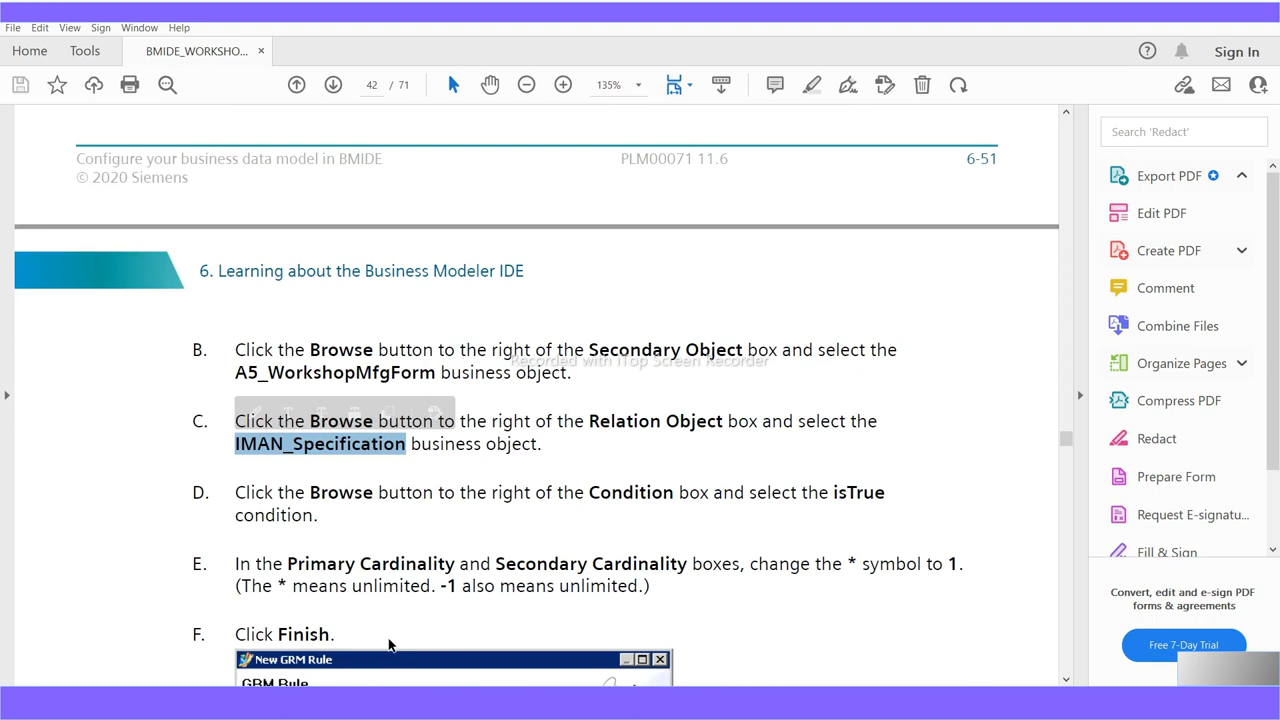 File Edit View Sign Window Help
Home Tools BMIDE_WORKSHO... × Sign In
42 / 71 135%
Search 'Redact'
Configure your business data model in BMIDE PLM00071 11.6 6-51
© 2020 Siemens
Export PDF
Edit PDF
Create PDF
Comment
Combine Files
Organize Pages
Compress PDF
Redact
Prepare Form
Request E-signatu...
Fill & Sign
Convert, edit and e-sign PDF
forms & agreements
Free 7-Day Trial
6. Learning about the Business Modeler IDE
B. Click the Browse button to the right of the Secondary Object box and select the
Recorded with iTop Screen Recorder
A5_WorkshopMfgForm business object.
C. Click the Browse button to the right of the Relation Object box and select the
IMAN_Specification business object.
D. Click the Browse button to the right of the Condition box and select the isTrue
condition.
E. In the Primary Cardinality and Secondary Cardinality boxes, change the * symbol to 1.
(The * means unlimited. -1 also means unlimited.)
F. Click Finish.
New GRM Rule
GRM Rule